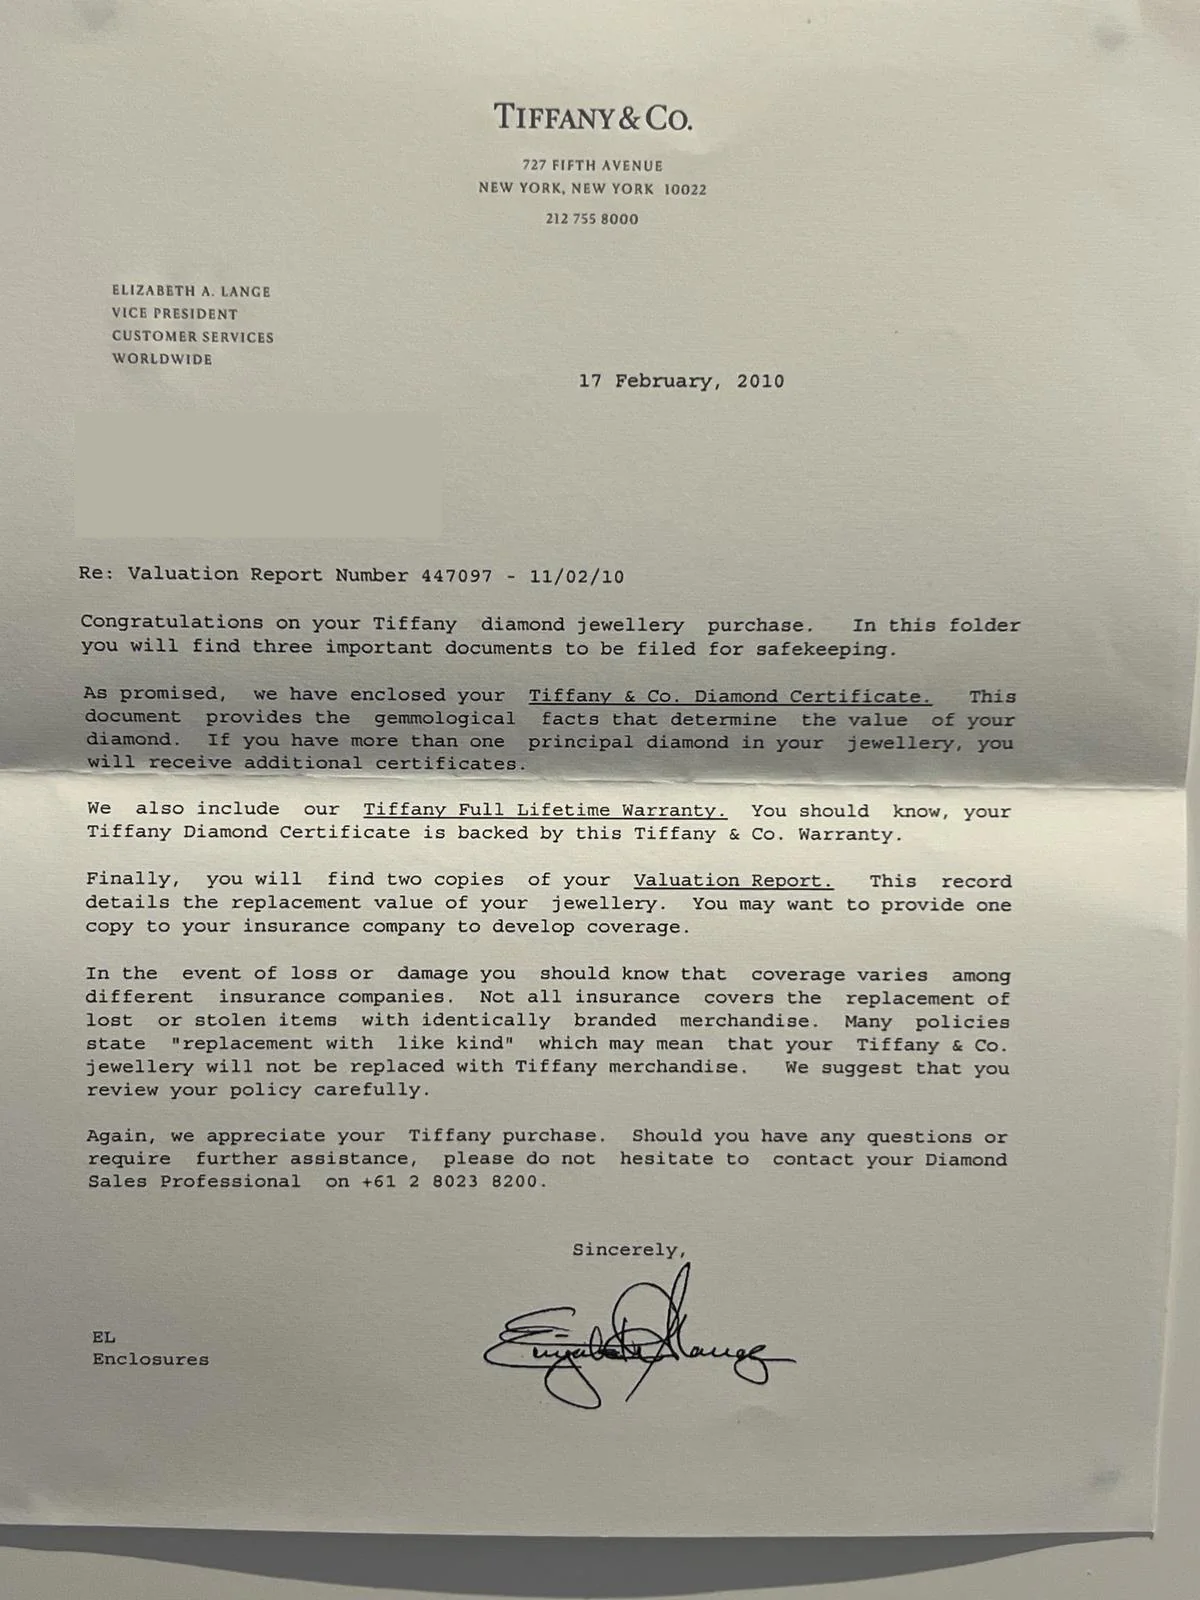 TIFFANY & CO.
727 FIFTH AVENUE
NEW YORK, NEW YORK 10022
212 755 8000
ELIZABETH A. LANGE
VICE PRESIDENT
CUSTOMER SERVICES
WORLDWIDE
17 February, 2010
Re: Valuation Report Number 447097 - 11/02/10
Congratulations on your Tiffany diamond jewellery purchase. In this folder
you will find three important documents to be filed for safekeeping.
As promised, we have enclosed your Tiffany & Co. Diamond Certificate. This
document provides the gemmological facts that determine the value of your
diamond. If you have more than one principal diamond in your jewellery, you
will receive additional certificates.
We also include our Tiffany Full Lifetime Warranty. You should know, your
Tiffany Diamond Certificate is backed by this Tiffany & Co. Warranty.
Finally, you will find two copies of your Valuation Report. This record
details the replacement value of your jewellery. You may want to provide one
copy to your insurance company to develop coverage.
In the event of loss or damage you should know that coverage varies among
different insurance companies. Not all insurance covers the replacement of
lost or stolen items with identically branded merchandise. Many policies
state "replacement with like kind" which may mean that your Tiffany & Co.
jewellery will not be replaced with Tiffany merchandise. We suggest that you
review your policy carefully.
Again, we appreciate your Tiffany purchase. Should you have any questions or
require further assistance, please do not hesitate to contact your Diamond
Sales Professional on +61 2 8023 8200.
Sincerely,
Elizabeth A Lange
EL
Enclosures